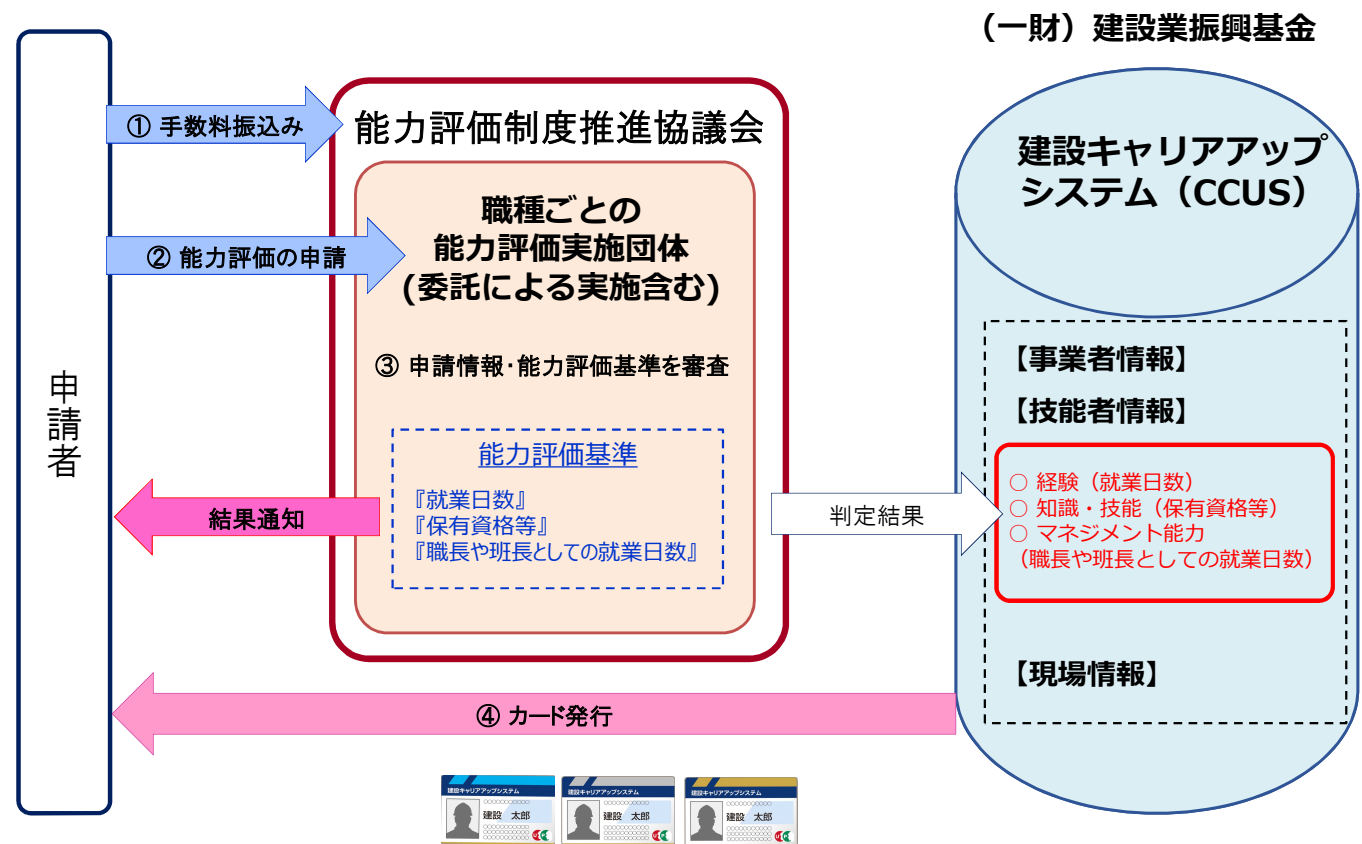 （一財）建設業振興基金
① 手数料振込み
能力評価制度推進協議会
建設キャリアアップ
システム（CCUS）
職種ごとの
能力評価実施団体
(委託による実施含む)
② 能力評価の申請
③ 申請情報・能力評価基準を審査
申請者
能力評価基準
『就業日数』
『保有資格等』
『職長や班長としての就業日数』
結果通知
判定結果
【事業者情報】
【技能者情報】
○ 経験（就業日数）
○ 知識・技能（保有資格等）
○ マネジメント能力
（職長や班長としての就業日数）
【現場情報】
④ カード発行
建設キャリアアップシステム
建設　太郎
建設キャリアアップシステム
建設　太郎
建設キャリアアップシステム
建設　太郎